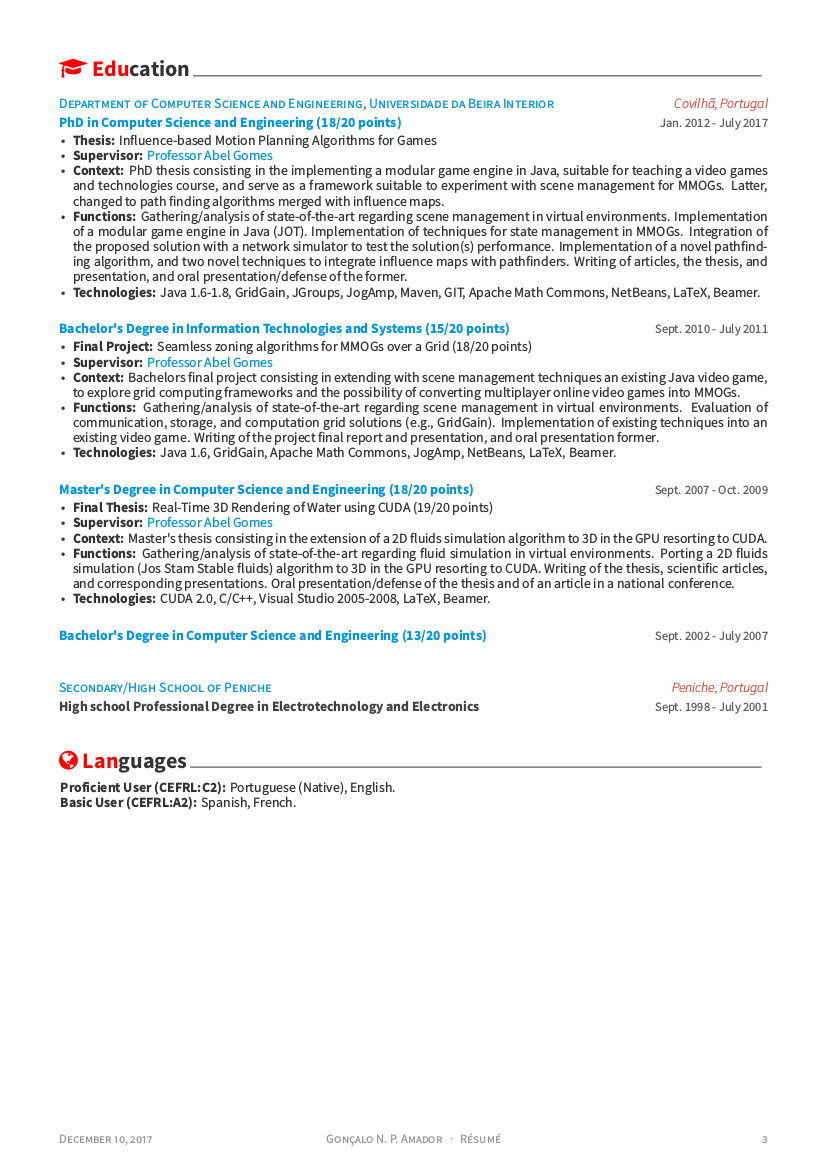 Education
Department of Computer Science and Engineering, Universidade da Beira Interior Covilhã, Portugal
PhD in Computer Science and Engineering (18/20 points) Jan. 2012 - July 2017
• Thesis: Influence-based Motion Planning Algorithms for Games
• Supervisor: Professor Abel Gomes
• Context: PhD thesis consisting in the implementing a modular game engine in Java, suitable for teaching a video games
and technologies course, and serve as a framework suitable to experiment with scene management for MMOGs. Latter,
changed to path finding algorithms merged with influence maps.
• Functions: Gathering/analysis of state-of-the-art regarding scene management in virtual environments. Implementation
of a modular game engine in Java (JOT). Implementation of techniques for state management in MMOGs. Integration of
the proposed solution with a network simulator to test the solution(s) performance. Implementation of a novel pathfind-
ing algorithm, and two novel techniques to integrate influence maps with pathfinders. Writing of articles, the thesis, and
presentation, and oral presentation/defense of the former.
• Technologies: Java 1.6-1.8, GridGain, JGroups, JogAmp, Maven, GIT, Apache Math Commons, NetBeans, LaTeX, Beamer.
Bachelor's Degree in Information Technologies and Systems (15/20 points) Sept. 2010 - July 2011
• Final Project: Seamless zoning algorithms for MMOGs over a Grid (18/20 points)
• Supervisor: Professor Abel Gomes
• Context: Bachelors final project consisting in extending with scene management techniques an existing Java video game,
to explore grid computing frameworks and the possibility of converting multiplayer online video games into MMOGs.
• Functions: Gathering/analysis of state-of-the-art regarding scene management in virtual environments. Evaluation of
communication, storage, and computation grid solutions (e.g., GridGain). Implementation of existing techniques into an
existing video game. Writing of the project final report and presentation, and oral presentation former.
• Technologies: Java 1.6, GridGain, Apache Math Commons, JogAmp, NetBeans, LaTeX, Beamer.
Master's Degree in Computer Science and Engineering (18/20 points) Sept. 2007 - Oct. 2009
• Final Thesis: Real-Time 3D Rendering of Water using CUDA (19/20 points)
• Supervisor: Professor Abel Gomes
• Context: Master's thesis consisting in the extension of a 2D fluids simulation algorithm to 3D in the GPU resorting to CUDA.
• Functions: Gathering/analysis of state-of-the-art regarding fluid simulation in virtual environments. Porting a 2D fluids
simulation (Jos Stam Stable fluids) algorithm to 3D in the GPU resorting to CUDA. Writing of the thesis, scientific articles,
and corresponding presentations. Oral presentation/defense of the thesis and of an article in a national conference.
• Technologies: CUDA 2.0, C/C++, Visual Studio 2005-2008, LaTeX, Beamer.
Bachelor's Degree in Computer Science and Engineering (13/20 points) Sept. 2002 - July 2007
Secondary/High School of Peniche Peniche, Portugal
High school Professional Degree in Electrotechnology and Electronics Sept. 1998 - July 2001
Languages
Proficient User (CEFRL:C2): Portuguese (Native), English.
Basic User (CEFRL:A2): Spanish, French.
December 10, 2017 Gonçalo N. P. Amador · Résumé 3